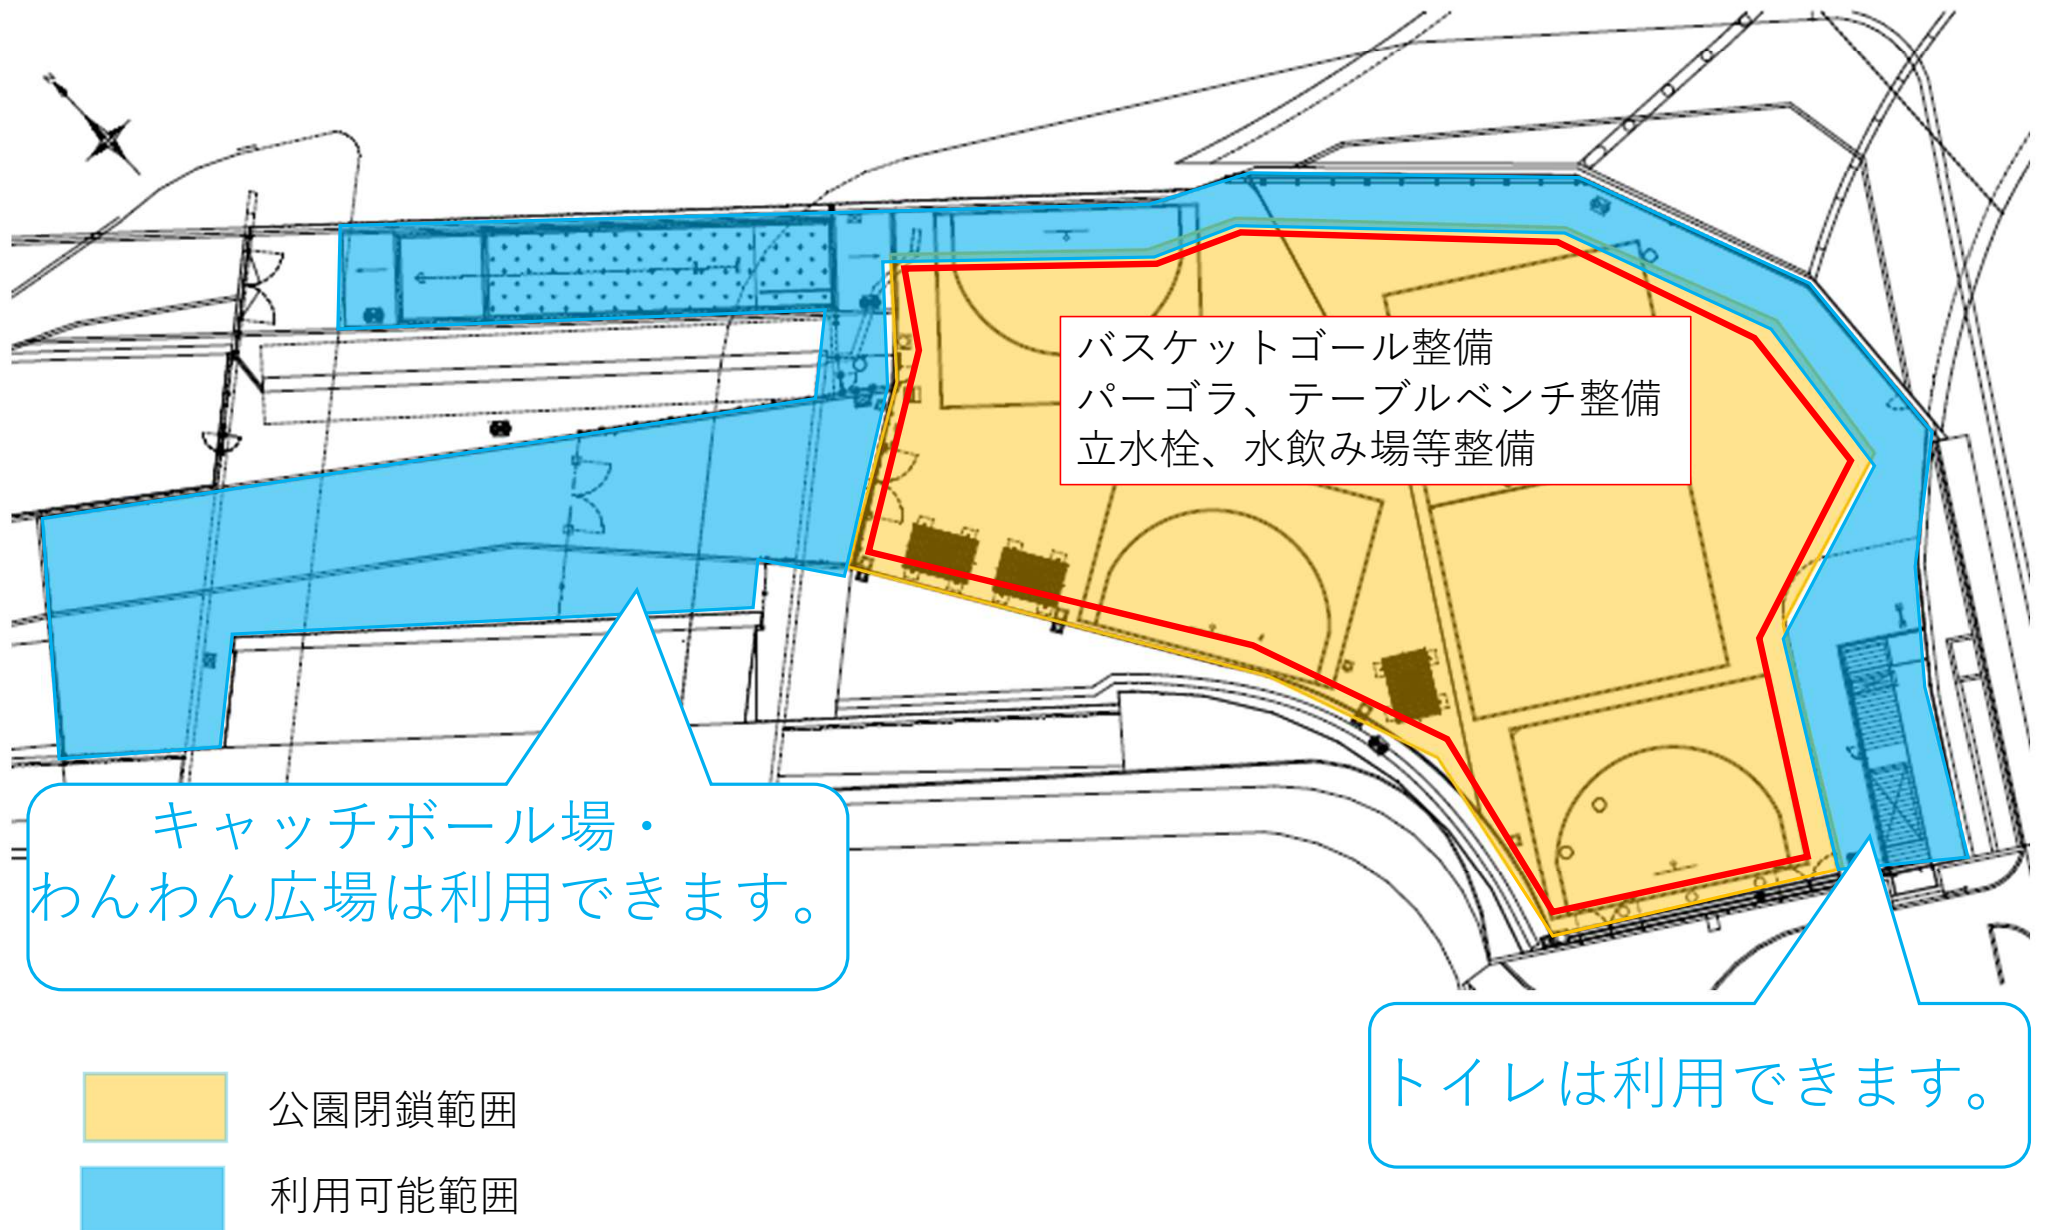 バスケットゴール整備
パーゴラ、テーブルベンチ整備
立水栓、水飲み場等整備
キャッチボール場・
わんわん広場は利用できます。
トイレは利用できます。
公園閉鎖範囲
利用可能範囲